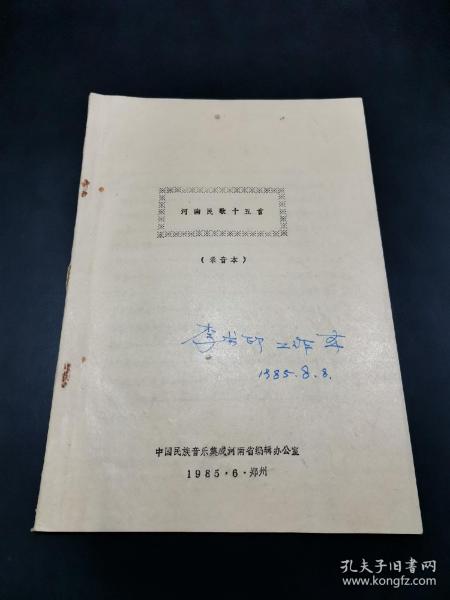 河南民歌十五首
（录音本）
李书印 工作本
1985.8.8.
中国民族音乐集成河南省编辑办公室
1985·6·郑州
孔夫子旧书网
www.kongfz.com